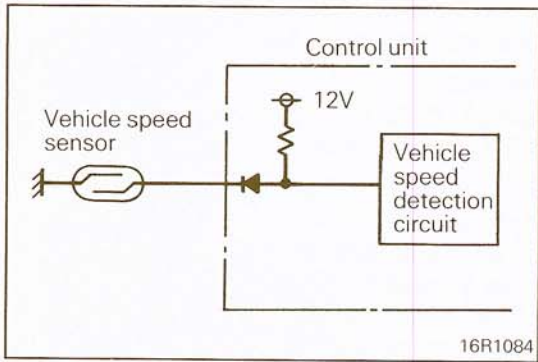 Control unit
12V
Vehicle speed
sensor
Vehicle
speed
detection
circuit
16R1084